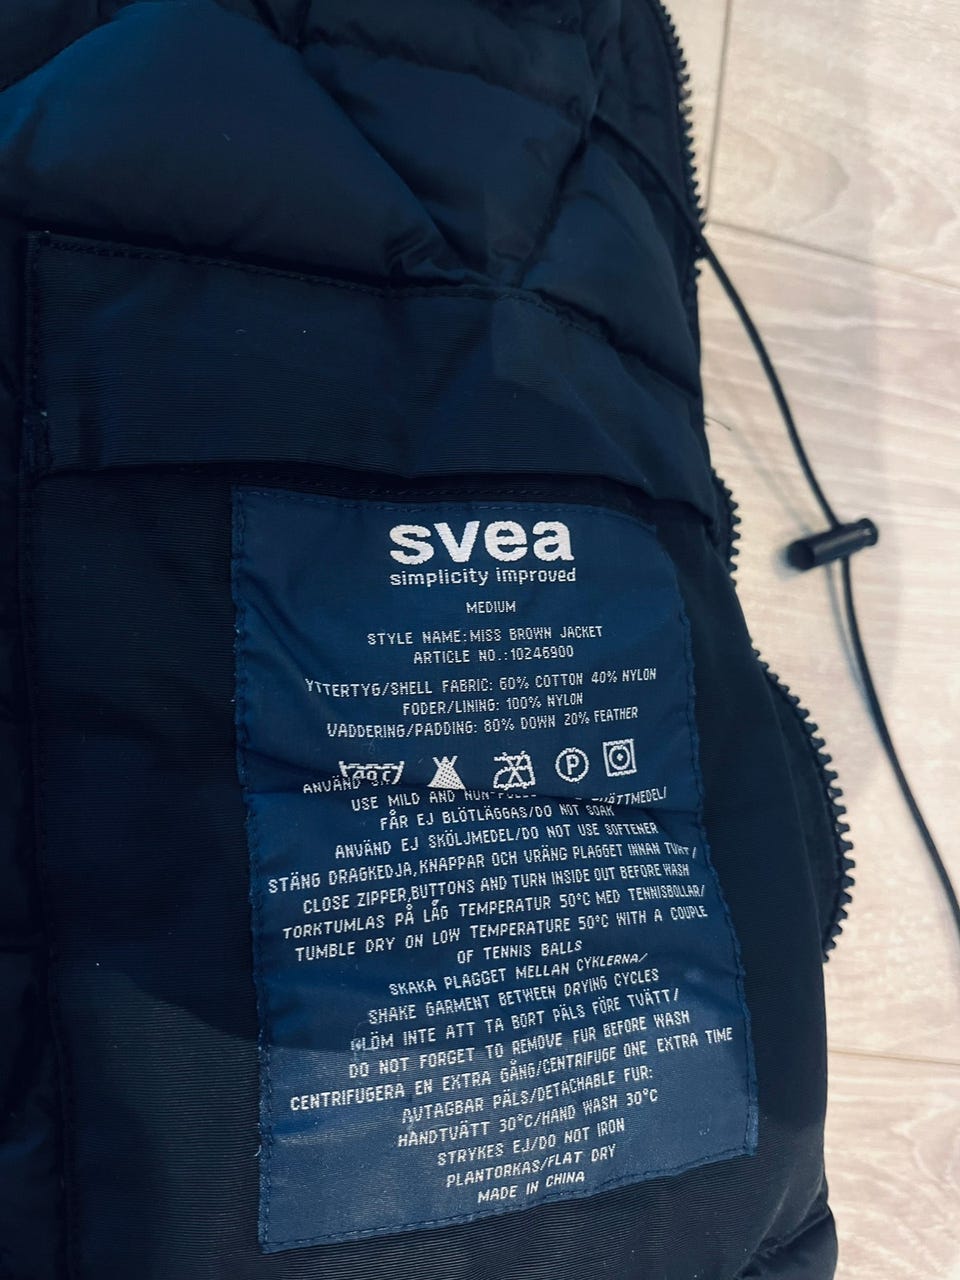 svea
simplicity improved
MEDIUM
STYLE NAME: MISS BROWN JACKET
ARTICLE NO.: 10246900
YTTERTYG/SHELL FABRIC: 60% COTTON 40% NYLON
FODER/LINING: 100% NYLON
VADDERING/PADDING: 80% DOWN 20% FEATHER
40C P
ANVÄND
USE MILD AND TVÄTTMEDEL/
FÅR EJ BLÖTLÄGGAS/DO NOT SOAK
ANVÄND EJ SKÖLJMEDEL/DO NOT USE SOFTENER
STÄNG DRAGKEDJA,KNAPPAR OCH VRÄNG PLAGGET INNAN TVÄTT/
CLOSE ZIPPER,BUTTONS AND TURN INSIDE OUT BEFORE WASH
TORKTUMLAS PÅ LÅG TEMPERATUR 50°C MED TENNISBOLLAR/
TUMBLE DRY ON LOW TEMPERATURE 50°C WITH A COUPLE
OF TENNIS BALLS
SKAKA PLAGGET MELLAN CYKLERNA/
SHAKE GARMENT BETWEEN DRYING CYCLES
GLÖM INTE ATT TA BORT PÄLS FÖRE TVÄTT/
DO NOT FORGET TO REMOVE FUR BEFORE WASH
CENTRIFUGERA EN EXTRA GÅNG/CENTRIFUGE ONE EXTRA TIME
AVTAGBAR PÄLS/DETACHABLE FUR:
HANDTVÄTT 30°C/HAND WASH 30°C
STRYKES EJ/DO NOT IRON
PLANTORKAS/FLAT DRY
MADE IN CHINA